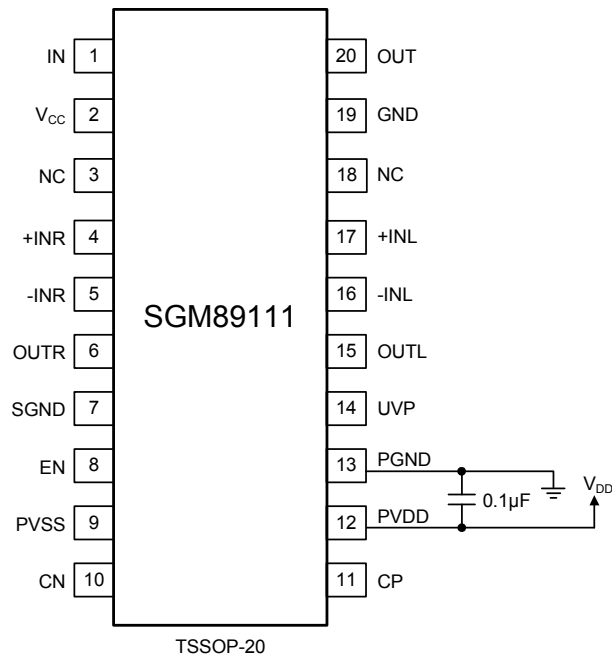 IN 1 20 OUT
VCC 2 19 GND
NC 3 18 NC
+INR 4 17 +INL
-INR 5 16 -INL
SGM89111
OUTR 6 15 OUTL
SGND 7 14 UVP
EN 8 13 PGND
0.1μF VDD
PVSS 9 12 PVDD
CN 10 11 CP
TSSOP-20